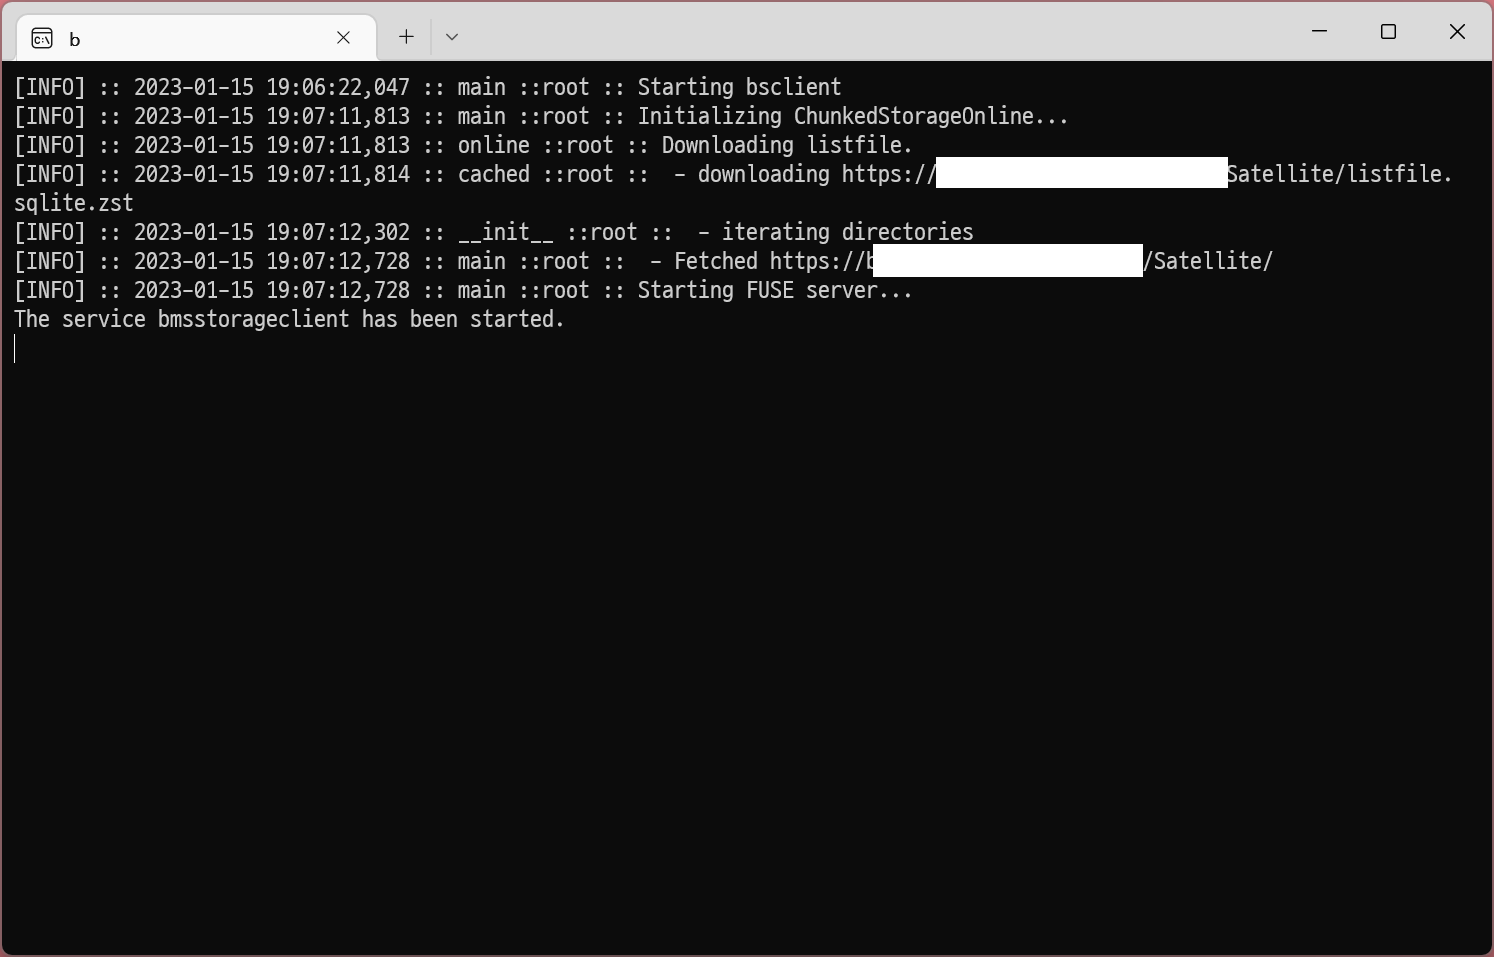 b
[INFO] :: 2023-01-15 19:06:22,047 :: main ::root :: Starting bsclient
[INFO] :: 2023-01-15 19:07:11,813 :: main ::root :: Initializing ChunkedStorageOnline...
[INFO] :: 2023-01-15 19:07:11,813 :: online ::root :: Downloading listfile.
[INFO] :: 2023-01-15 19:07:11,814 :: cached ::root ::  - downloading https:// Satellite/listfile.
sqlite.zst
[INFO] :: 2023-01-15 19:07:12,302 :: __init__ ::root ::  - iterating directories
[INFO] :: 2023-01-15 19:07:12,728 :: main ::root ::  - Fetched https://b /Satellite/
[INFO] :: 2023-01-15 19:07:12,728 :: main ::root :: Starting FUSE server...
The service bmsstorageclient has been started.